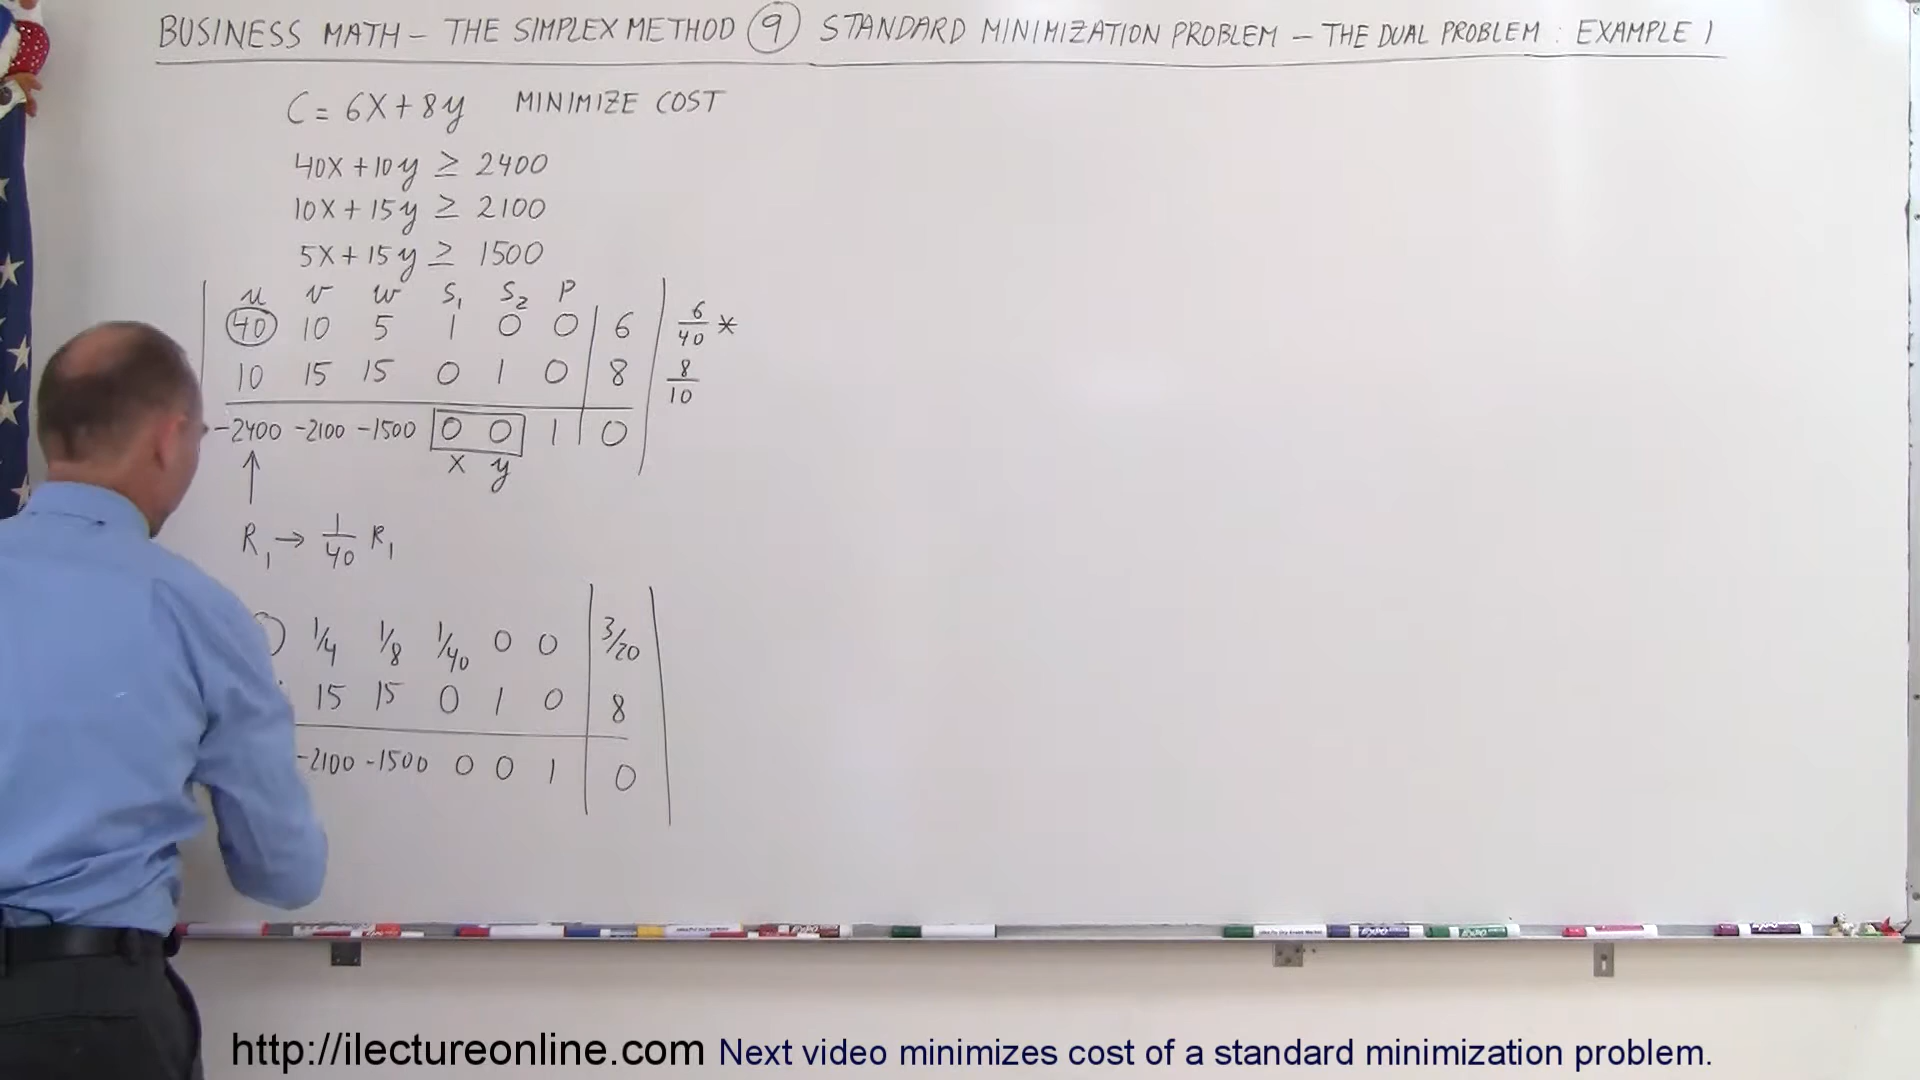 BUSINESS MATH – THE SIMPLEX METHOD ⑨ STANDARD MINIMIZATION PROBLEM – THE DUAL PROBLEM : EXAMPLE 1
C = 6X + 8y MINIMIZE COST
40X + 10y ≥ 2400
10X + 15y ≥ 2100
5X + 15y ≥ 1500
u v w S₁ S₂ P
40 10 5 1 0 0 6 6/40 *
10 15 15 0 1 0 8 8/10
-2400 -2100 -1500 0 0 1 0
x y
R₁ → 1/40 R₁
1/4 1/8 1/40 0 0 3/20
15 15 0 1 0 8
-2100 -1500 0 0 1 0
http://ilectureonline.com Next video minimizes cost of a standard minimization problem.